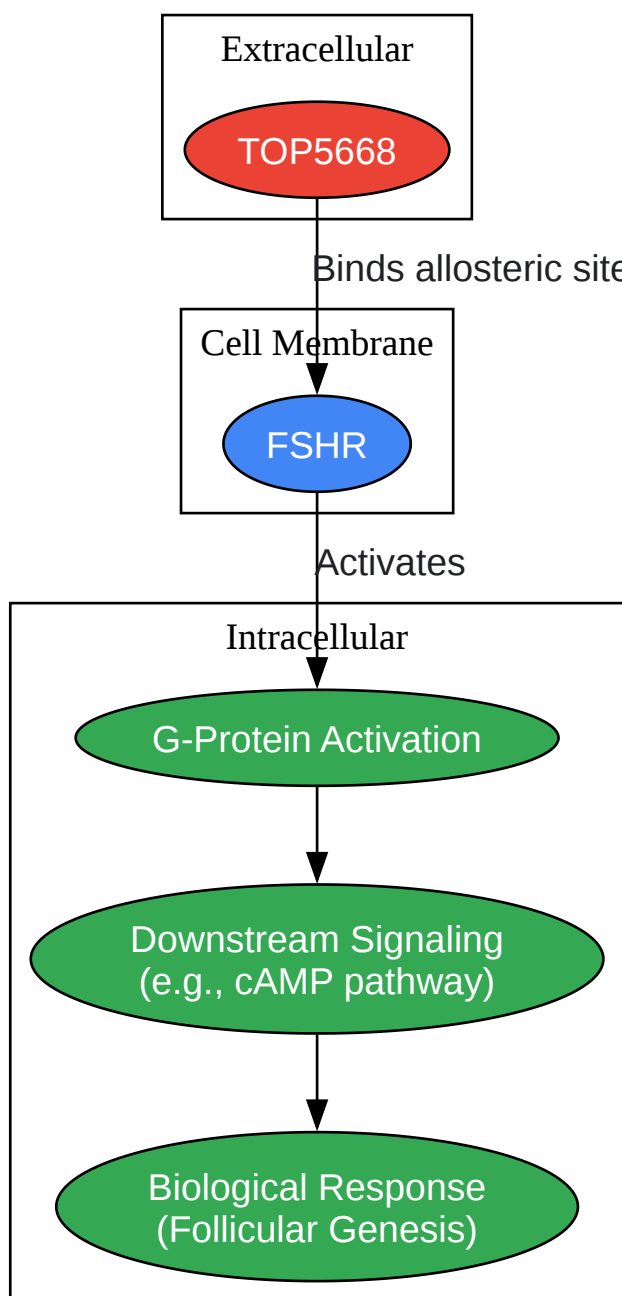 Extracellular
TOP5668
Binds allosteric site
Cell Membrane
FSHR
Activates
Intracellular
G-Protein Activation
Downstream Signaling
(e.g., cAMP pathway)
Biological Response
(Follicular Genesis)